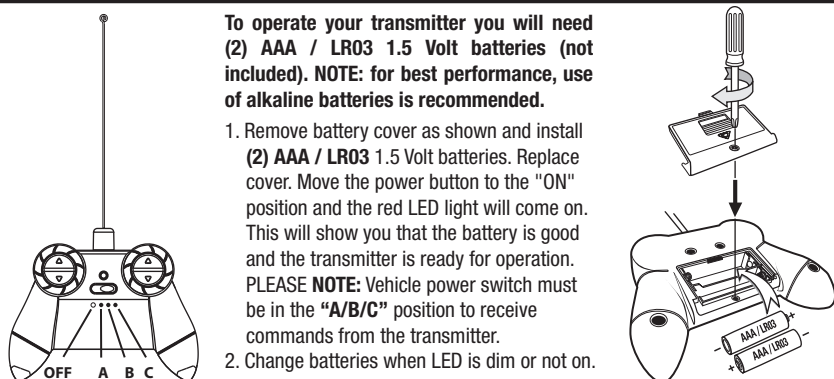 To operate your transmitter you will need
(2) AAA / LR03 1.5 Volt batteries (not
included). NOTE: for best performance, use
of alkaline batteries is recommended.
1. Remove battery cover as shown and install
(2) AAA / LR03 1.5 Volt batteries. Replace
cover. Move the power button to the "ON"
position and the red LED light will come on.
This will show you that the battery is good
and the transmitter is ready for operation.
PLEASE NOTE: Vehicle power switch must
be in the “A/B/C” position to receive
commands from the transmitter.
2. Change batteries when LED is dim or not on.
OFF A B C
AAA / LR03 +
–
AAA / LR03 –
+